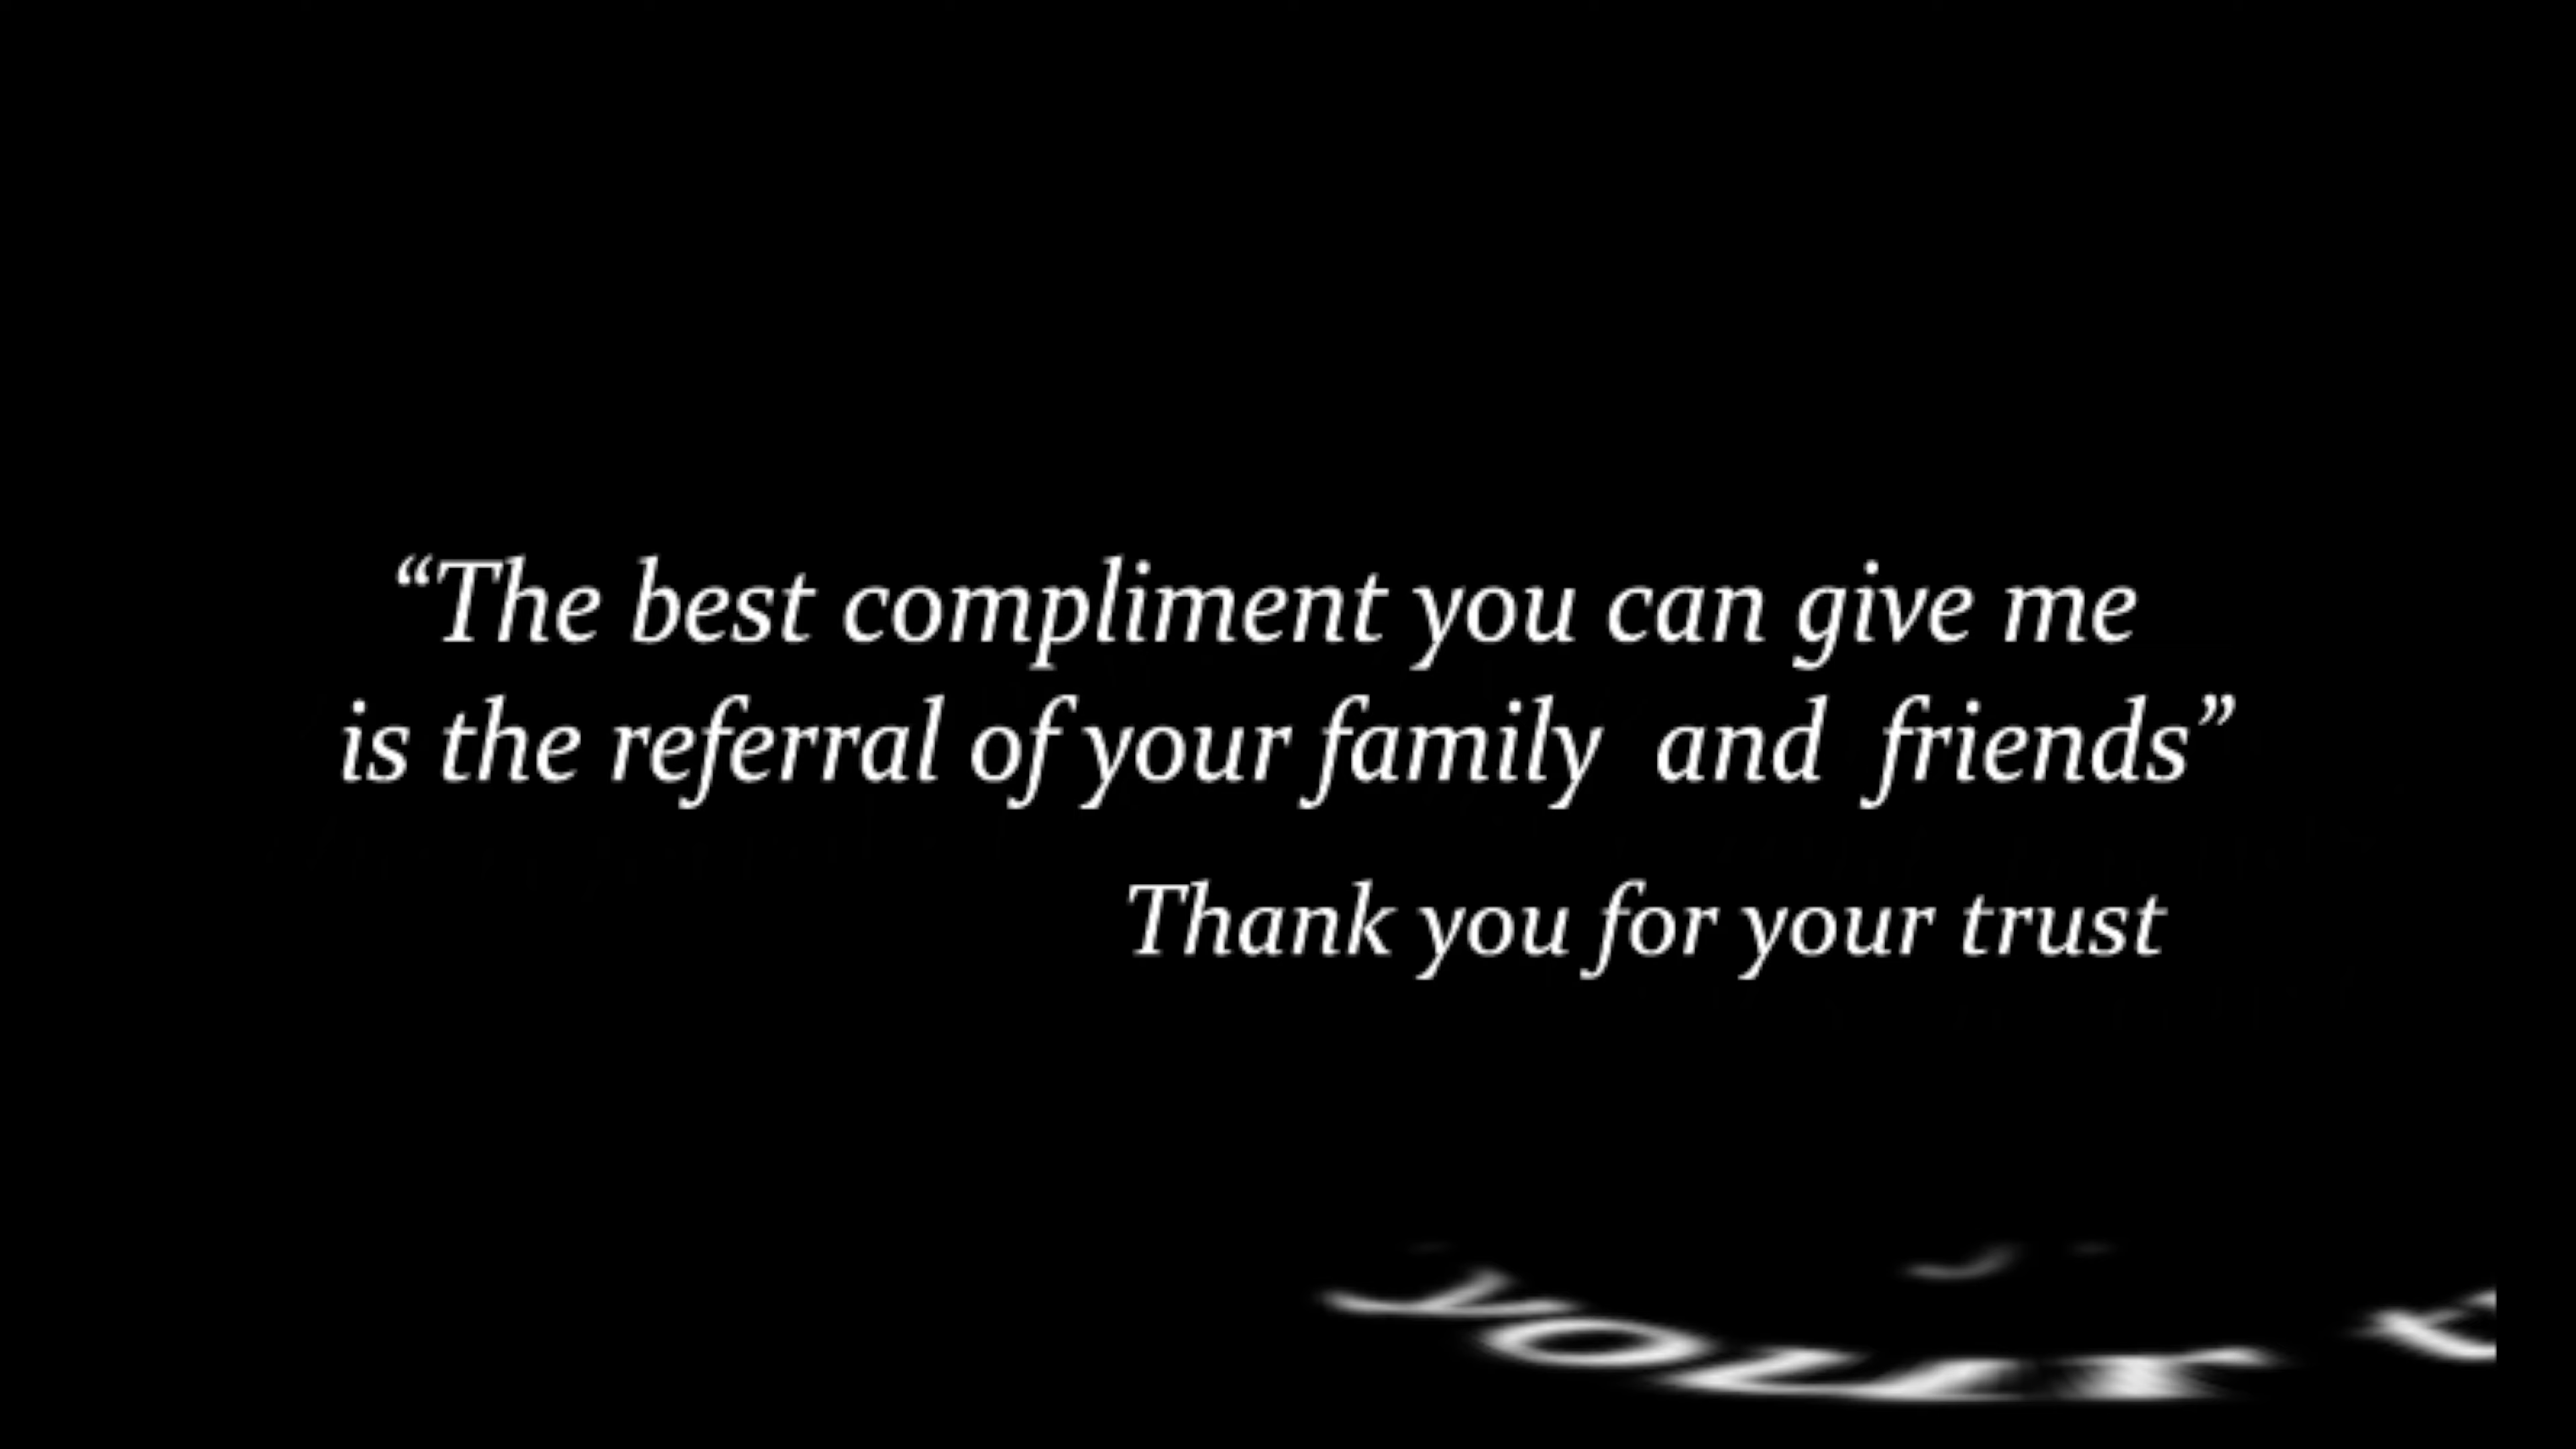 “The best compliment you can give me
is the referral of your family and friends”
Thank you for your trust
your